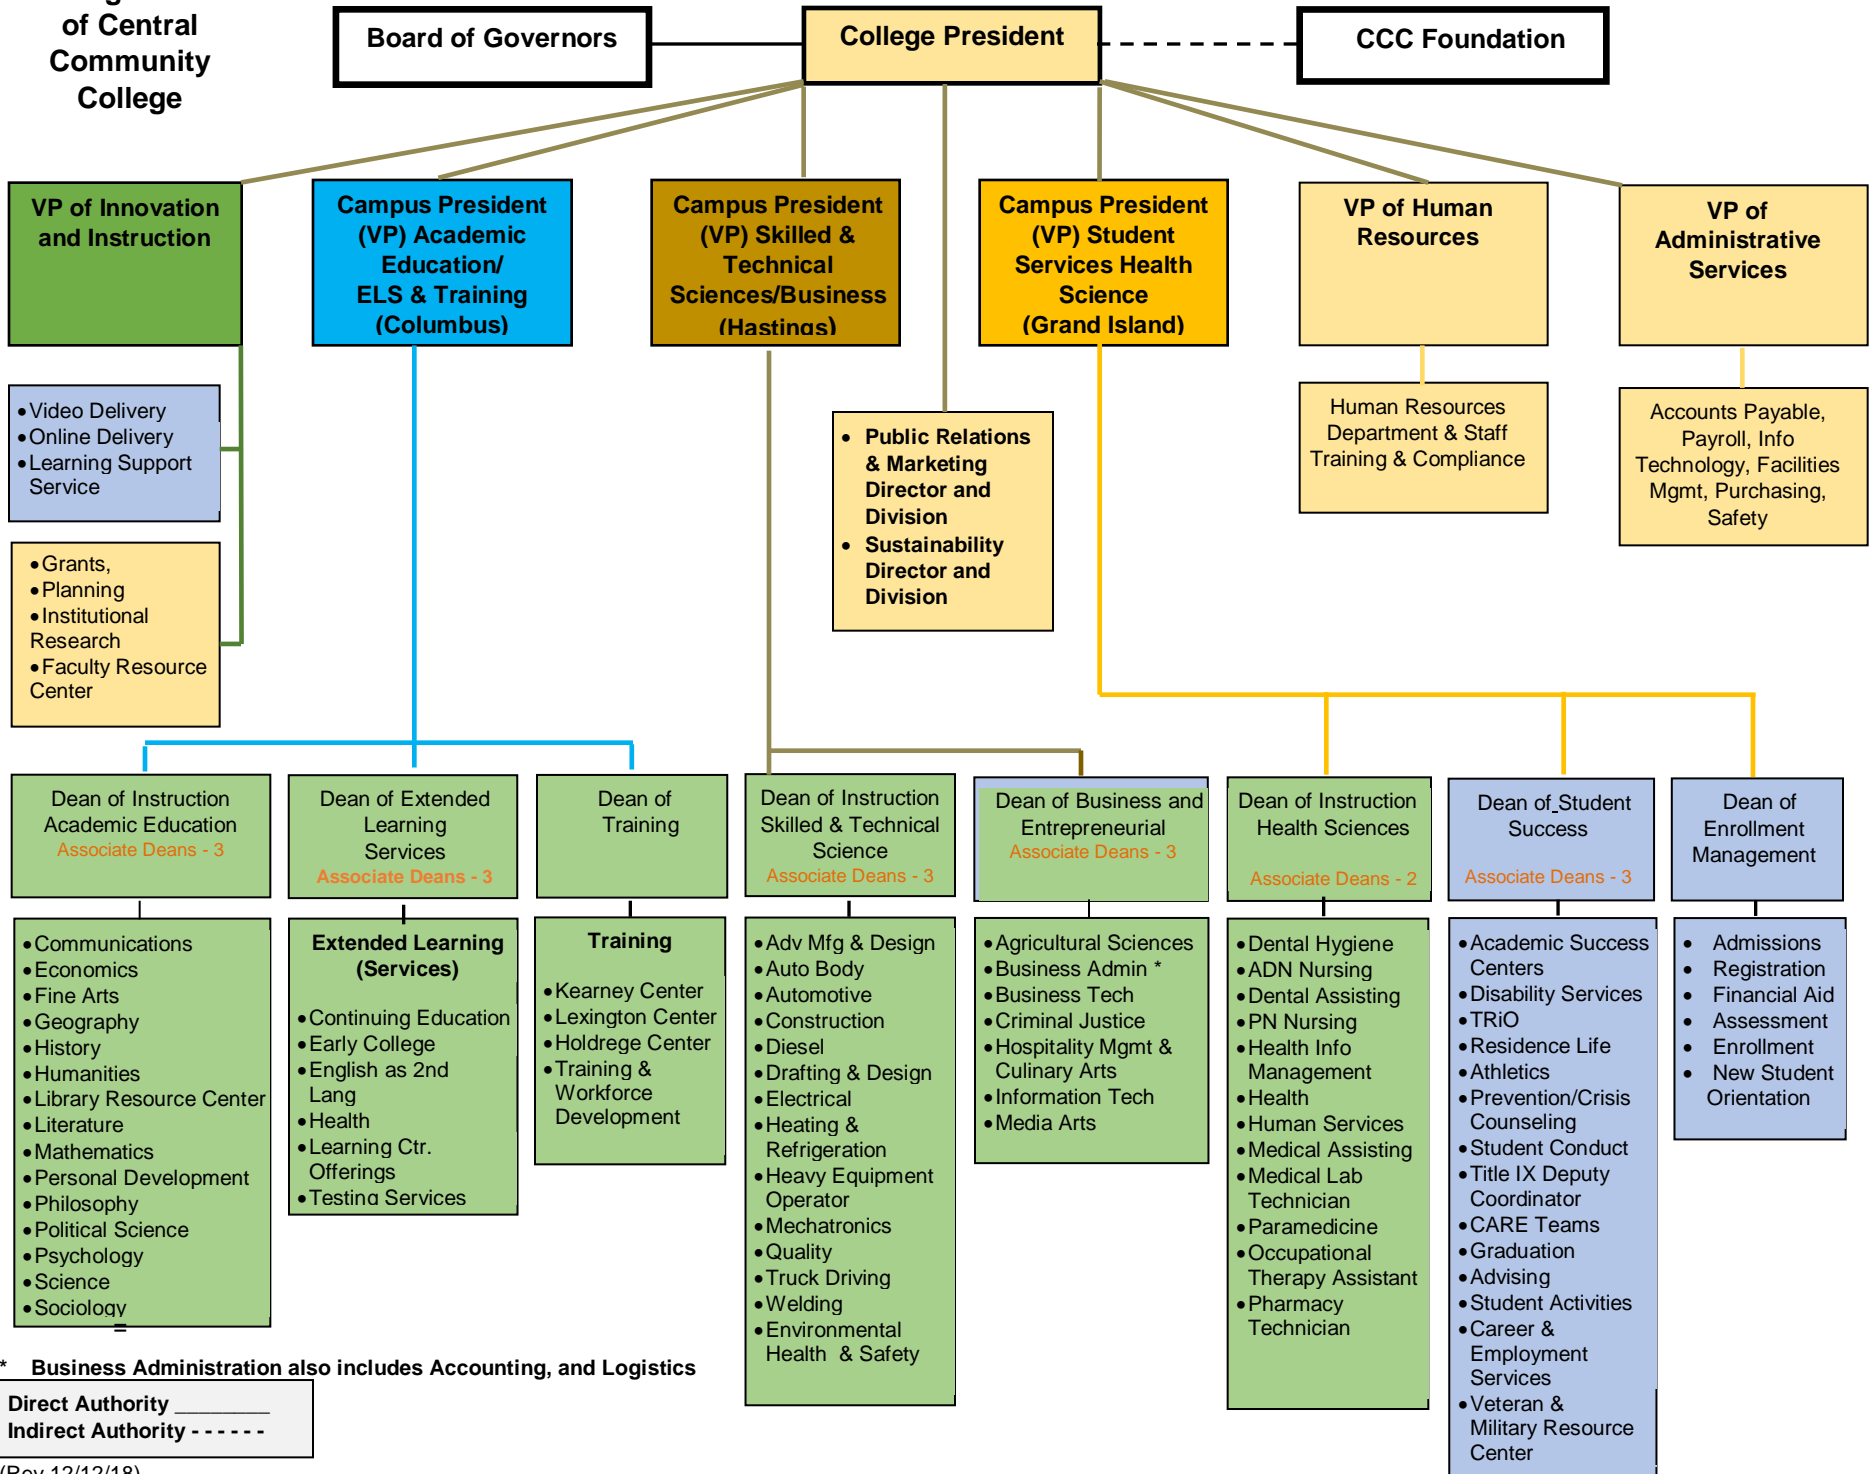 of Central
Community
College
Board of Governors
College President
CCC Foundation
VP of Innovation
and Instruction
Campus President
(VP) Academic
Education/
ELS & Training
(Columbus)
Campus President
(VP) Skilled &
Technical
Sciences/Business
(Hastings)
Campus President
(VP) Student
Services Health
Science
(Grand Island)
VP of Human
Resources
VP of
Administrative
Services
•Video Delivery
•Online Delivery
•Learning Support
Service
•Grants,
•Planning
•Institutional
Research
•Faculty Resource
Center
• Public Relations
& Marketing
Director and
Division
• Sustainability
Director and
Division
Human Resources
Department & Staff
Training & Compliance
Accounts Payable,
Payroll, Info
Technology, Facilities
Mgmt, Purchasing,
Safety
Dean of Instruction
Academic Education
Associate Deans - 3
Dean of Extended
Learning
Services
Associate Deans - 3
Dean of
Training
Dean of Instruction
Skilled & Technical
Science
Associate Deans - 3
Dean of Business and
Entrepreneurial
Associate Deans - 3
Dean of Instruction
Health Sciences
Associate Deans - 2
Dean of Student
Success
Associate Deans - 3
Dean of
Enrollment
Management
•Communications
•Economics
•Fine Arts
•Geography
•History
•Humanities
•Library Resource Center
•Literature
•Mathematics
•Personal Development
•Philosophy
•Political Science
•Psychology
•Science
•Sociology
Extended Learning
(Services)
•Continuing Education
•Early College
•English as 2nd
Lang
•Health
•Learning Ctr.
Offerings
•Testing Services
Training
•Kearney Center
•Lexington Center
•Holdrege Center
•Training &
Workforce
Development
•Adv Mfg & Design
•Auto Body
•Automotive
•Construction
•Diesel
•Drafting & Design
•Electrical
•Heating &
Refrigeration
•Heavy Equipment
Operator
•Mechatronics
•Quality
•Truck Driving
•Welding
•Environmental
Health & Safety
•Agricultural Sciences
•Business Admin *
•Business Tech
•Criminal Justice
•Hospitality Mgmt &
Culinary Arts
•Information Tech
•Media Arts
•Dental Hygiene
•ADN Nursing
•Dental Assisting
•PN Nursing
•Health Info
Management
•Health
•Human Services
•Medical Assisting
•Medical Lab
Technician
•Paramedicine
•Occupational
Therapy Assistant
•Pharmacy
Technician
•Academic Success
Centers
•Disability Services
•TRiO
•Residence Life
•Athletics
•Prevention/Crisis
Counseling
•Student Conduct
•Title IX Deputy
Coordinator
•CARE Teams
•Graduation
•Advising
•Student Activities
•Career &
Employment
Services
•Veteran &
Military Resource
Center
• Admissions
• Registration
• Financial Aid
• Assessment
• Enrollment
• New Student
Orientation
* Business Administration also includes Accounting, and Logistics
Direct Authority ________
Indirect Authority - - - - - -
(Rev 12/12/18)